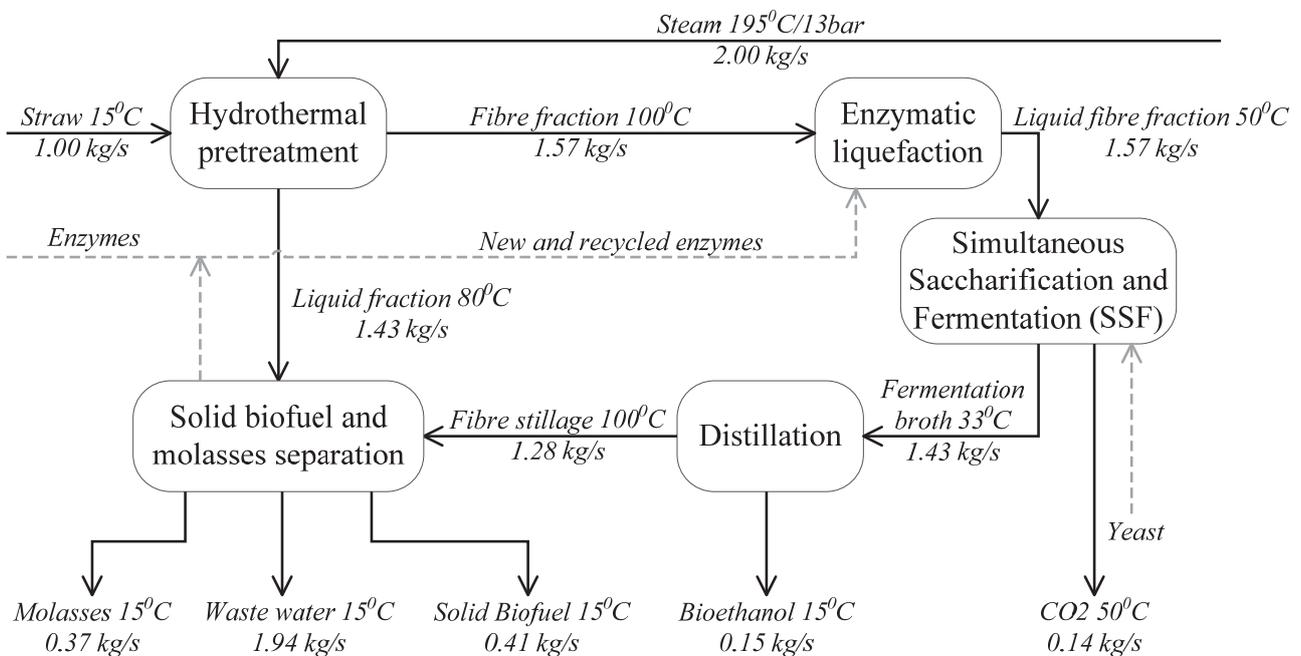 Steam 195⁰C/13bar
2.00 kg/s
Straw 15⁰C
1.00 kg/s
Hydrothermal
pretreatment
Fibre fraction 100⁰C
1.57 kg/s
Enzymatic
liquefaction
Liquid fibre fraction 50⁰C
1.57 kg/s
Enzymes
New and recycled enzymes
Simultaneous
Saccharification and
Fermentation (SSF)
Liquid fraction 80⁰C
1.43 kg/s
Solid biofuel and
molasses separation
Fibre stillage 100⁰C
1.28 kg/s
Distillation
Fermentation
broth 33⁰C
1.43 kg/s
Yeast
Molasses 15⁰C
0.37 kg/s
Waste water 15⁰C
1.94 kg/s
Solid Biofuel 15⁰C
0.41 kg/s
Bioethanol 15⁰C
0.15 kg/s
CO2 50⁰C
0.14 kg/s